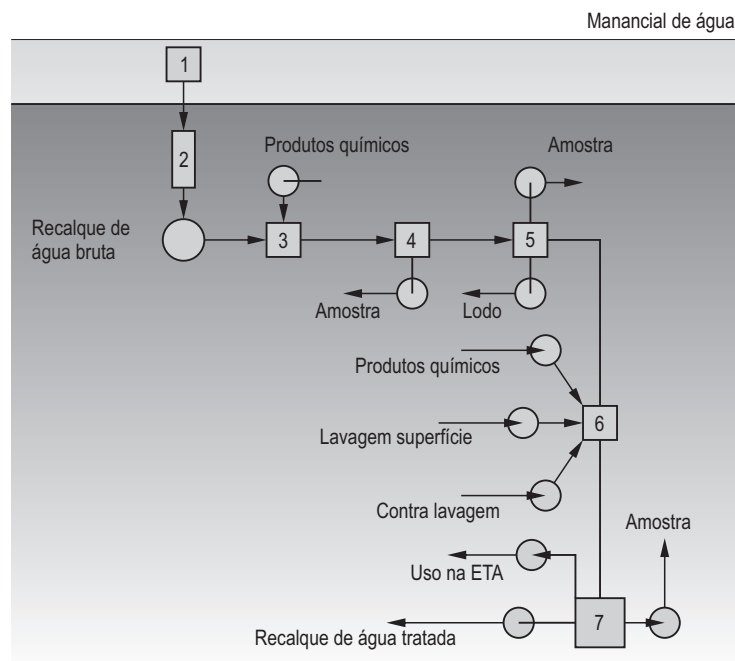 Manancial de água
1
2
Produtos químicos
Amostra
Recalque de
água bruta
3
4
5
Amostra
Lodo
Produtos químicos
Lavagem superfície
6
Contra lavagem
Amostra
Uso na ETA
7
Recalque de água tratada